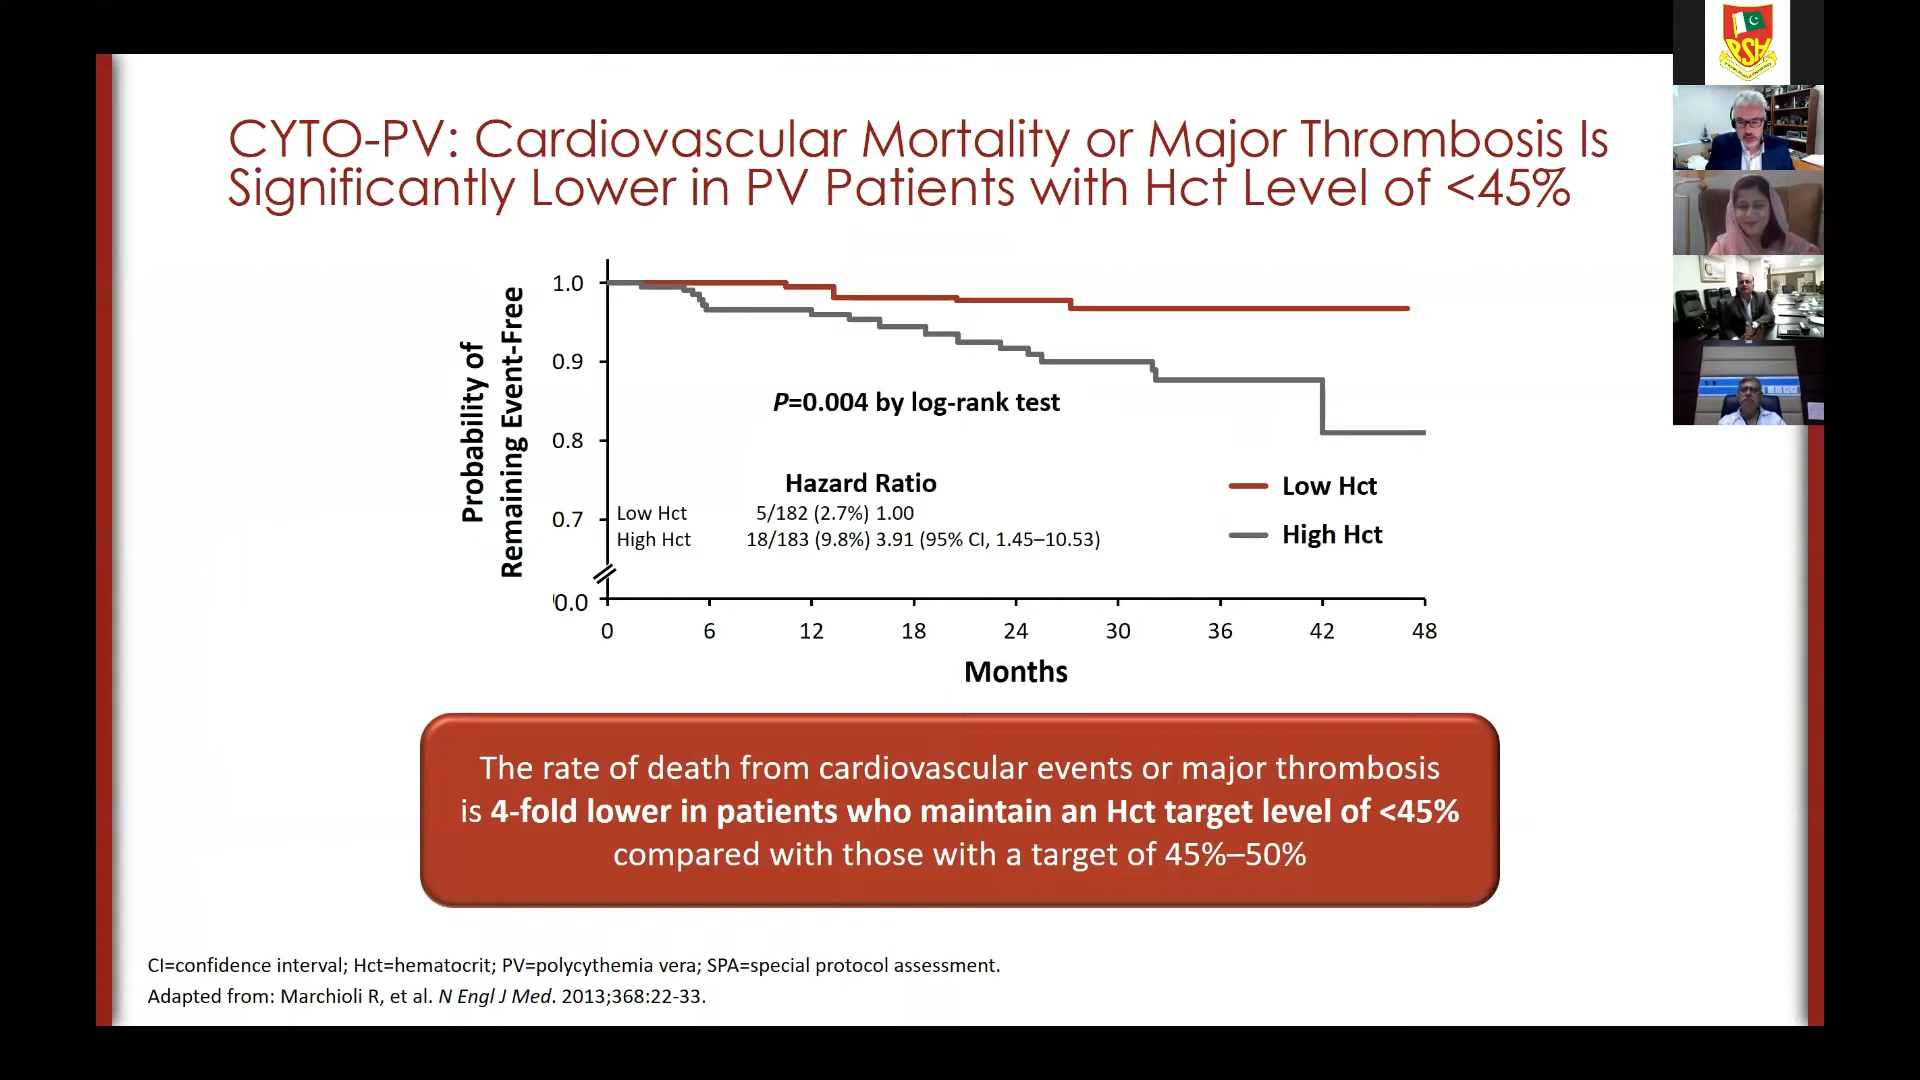 CYTO-PV: Cardiovascular Mortality or Major Thrombosis Is
Significantly Lower in PV Patients with Hct Level of <45%
PSH
Probability of
Remaining Event-Free
1.0
0.9
0.8
0.7
0.0
P=0.004 by log-rank test
Hazard Ratio
Low Hct 5/182 (2.7%) 1.00
High Hct 18/183 (9.8%) 3.91 (95% CI, 1.45–10.53)
Low Hct
High Hct
0 6 12 18 24 30 36 42 48
Months
The rate of death from cardiovascular events or major thrombosis
is 4-fold lower in patients who maintain an Hct target level of <45%
compared with those with a target of 45%–50%
CI=confidence interval; Hct=hematocrit; PV=polycythemia vera; SPA=special protocol assessment.
Adapted from: Marchioli R, et al. N Engl J Med. 2013;368:22-33.